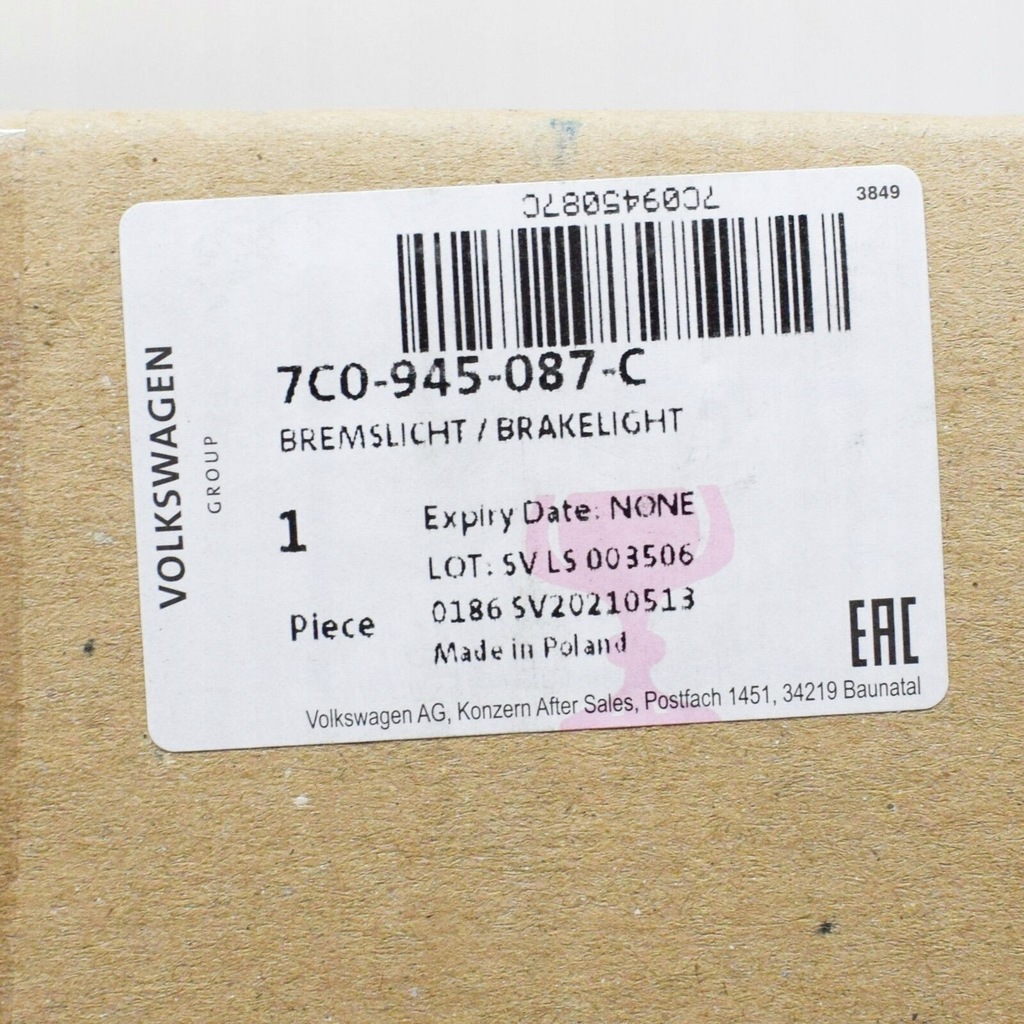 7C0945087C
3849
VOLKSWAGEN
GROUP
7C0-945-087-C
BREMSLICHT / BRAKELIGHT
1
Piece
Expiry Date: NONE
LOT: SV LS 003506
0186 SV20210513
Made in Poland
EAC
Volkswagen AG, Konzern After Sales, Postfach 1451, 34219 Baunatal